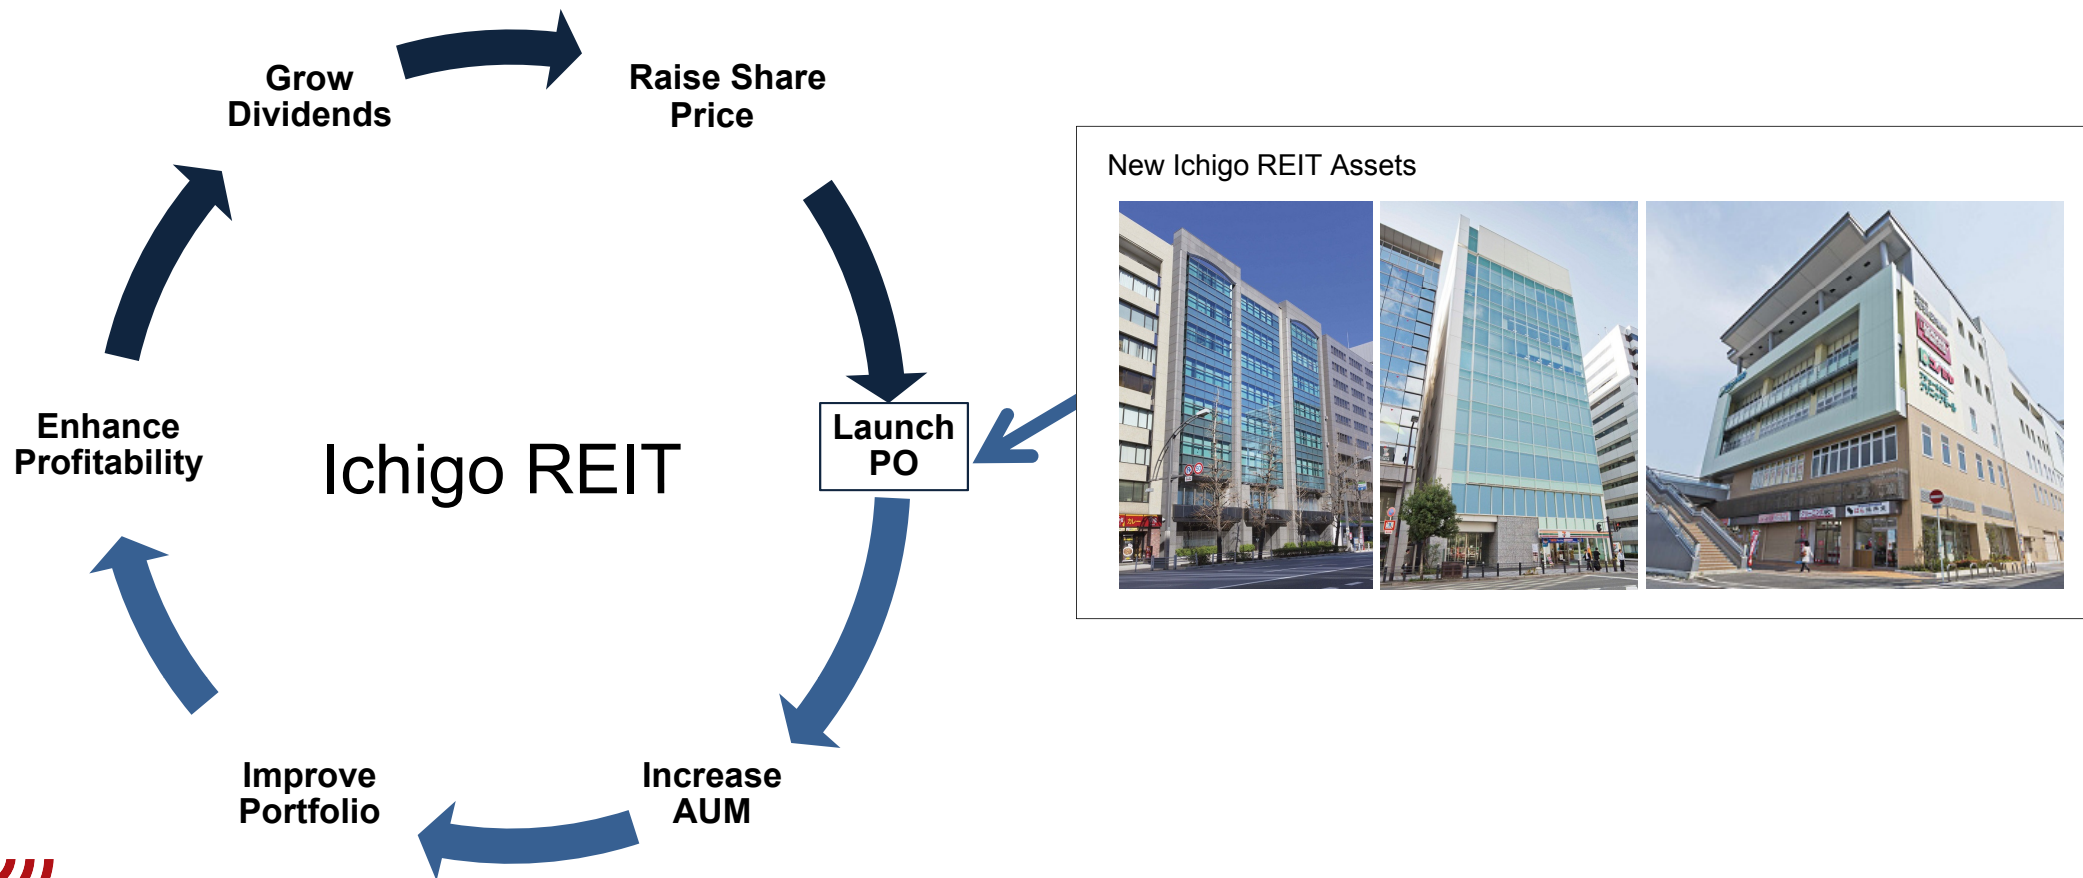 Grow
Dividends
Raise Share
Price
New Ichigo REIT Assets
Enhance
Profitability
Ichigo REIT
Launch
PO
Improve
Portfolio
Increase
AUM